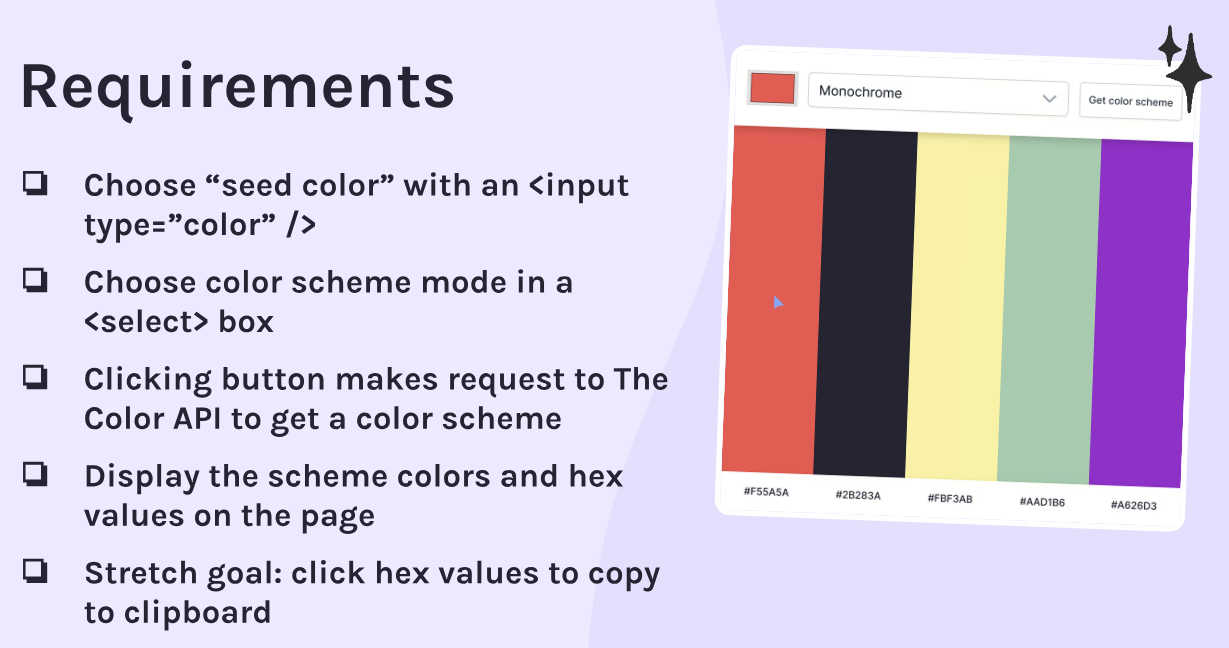 Requirements
Choose “seed color” with an <input
type=”color” />
Choose color scheme mode in a
<select> box
Clicking button makes request to The
Color API to get a color scheme
Display the scheme colors and hex
values on the page
Stretch goal: click hex values to copy
to clipboard
Monochrome
Get color scheme
#F55A5A
#2B283A
#FBF3AB
#AAD1B6
#A626D3